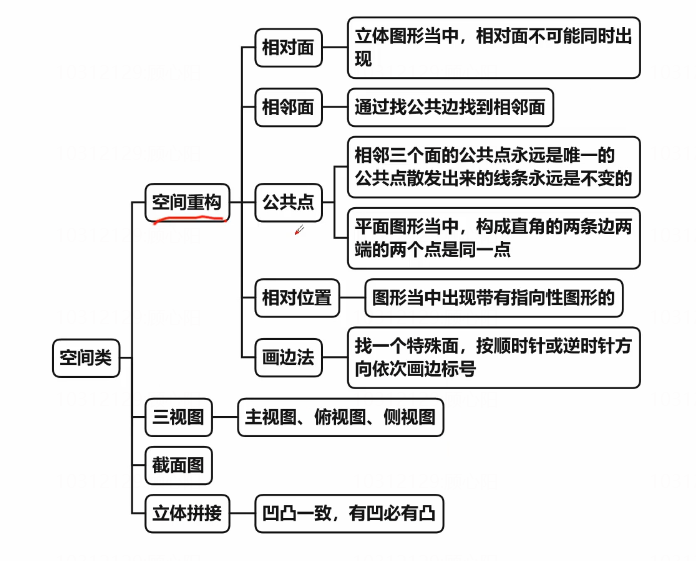 相对面
立体图形当中，相对面不可能同时出
现
相邻面
通过找公共边找到相邻面
相邻三个面的公共点永远是唯一的
公共点散发出来的线条永远是不变的
空间重构
公共点
平面图形当中，构成直角的两条边两
端的两个点是同一点
相对位置
图形当中出现带有指向性图形的
空间类
画边法
找一个特殊面，按顺时针或逆时针方
向依次画边标号
三视图
主视图、俯视图、侧视图
截面图
立体拼接
凹凸一致，有凹必有凸